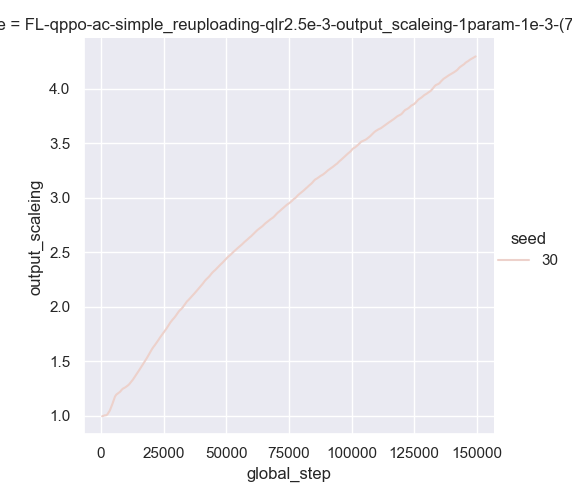 e = FL-qppo-ac-simple_reuploading-qlr2.5e-3-output_scaleing-1param-1e-3-(7
4.0
3.5
3.0
2.5
2.0
1.5
1.0
output_scaleing
0 25000 50000 75000 100000 125000 150000
global_step
seed
30